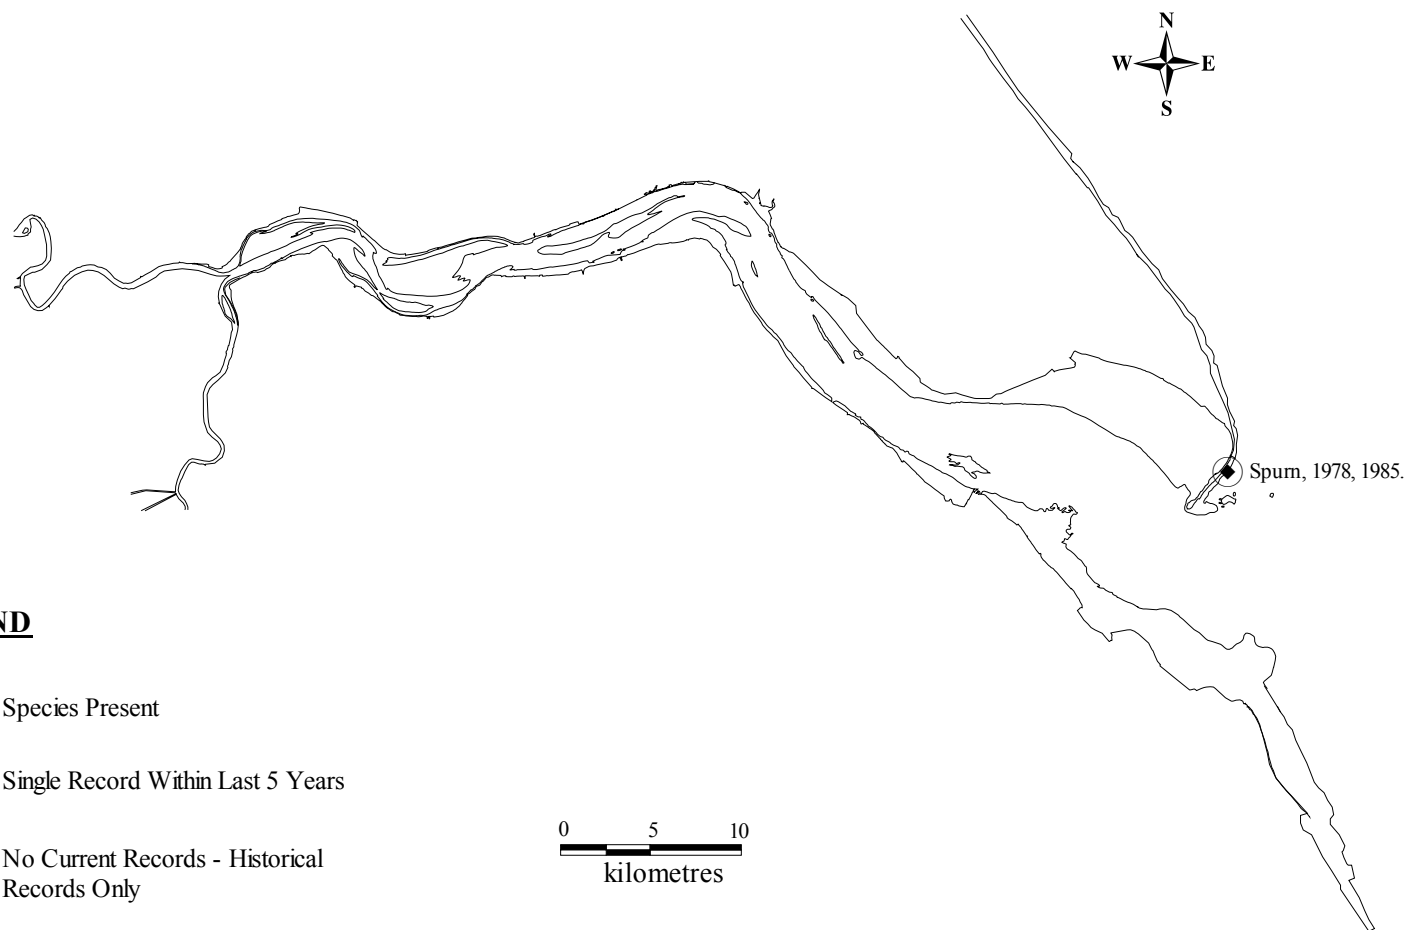 N
W E
S
Spurn, 1978, 1985.
ND
Species Present
Single Record Within Last 5 Years
No Current Records - Historical
Records Only
0 5 10
kilometres